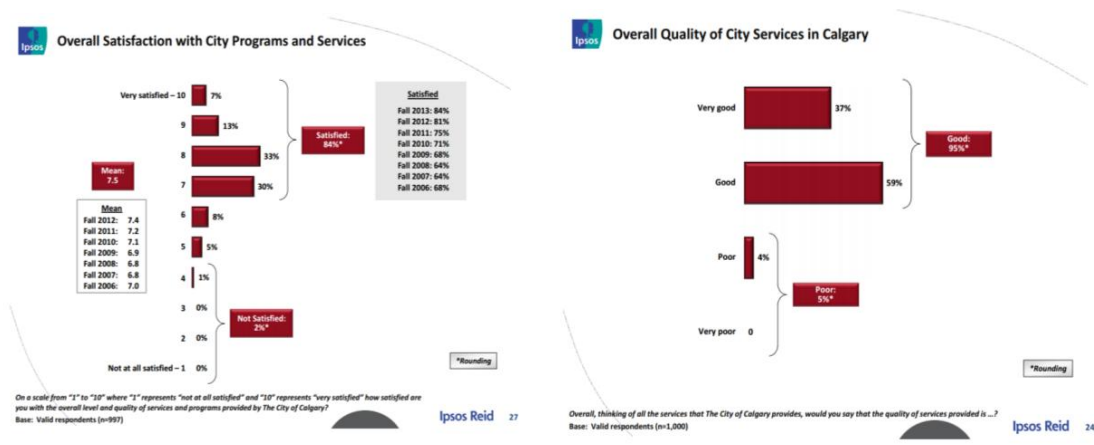 Ipsos
Overall Satisfaction with City Programs and Services
Very satisfied – 10 7%
9 13%
8 33%
7 30%
6 8%
5 5%
4 1%
3 0%
2 0%
Not at all satisfied – 1 0%
Satisfied:
84%*
Not Satisfied:
2%*
Mean:
7.5
Mean
Fall 2012: 7.4
Fall 2011: 7.2
Fall 2010: 7.1
Fall 2009: 6.9
Fall 2008: 6.8
Fall 2007: 6.8
Fall 2006: 7.0
Satisfied
Fall 2013: 84%
Fall 2012: 81%
Fall 2011: 75%
Fall 2010: 71%
Fall 2009: 68%
Fall 2008: 64%
Fall 2007: 64%
Fall 2006: 68%
*Rounding
On a scale from "1" to "10" where "1" represents "not at all satisfied" and "10" represents "very satisfied" how satisfied are
you with the overall level and quality of services and programs provided by The City of Calgary?
Base: Valid respondents (n=997)
Ipsos Reid 27
Ipsos
Overall Quality of City Services in Calgary
Very good 37%
Good 59%
Poor 4%
Very poor 0
Good:
95%*
Poor:
5%*
*Rounding
Overall, thinking of all the services that The City of Calgary provides, would you say that the quality of services provided is ...?
Base: Valid respondents (n=1,000)
Ipsos Reid 24